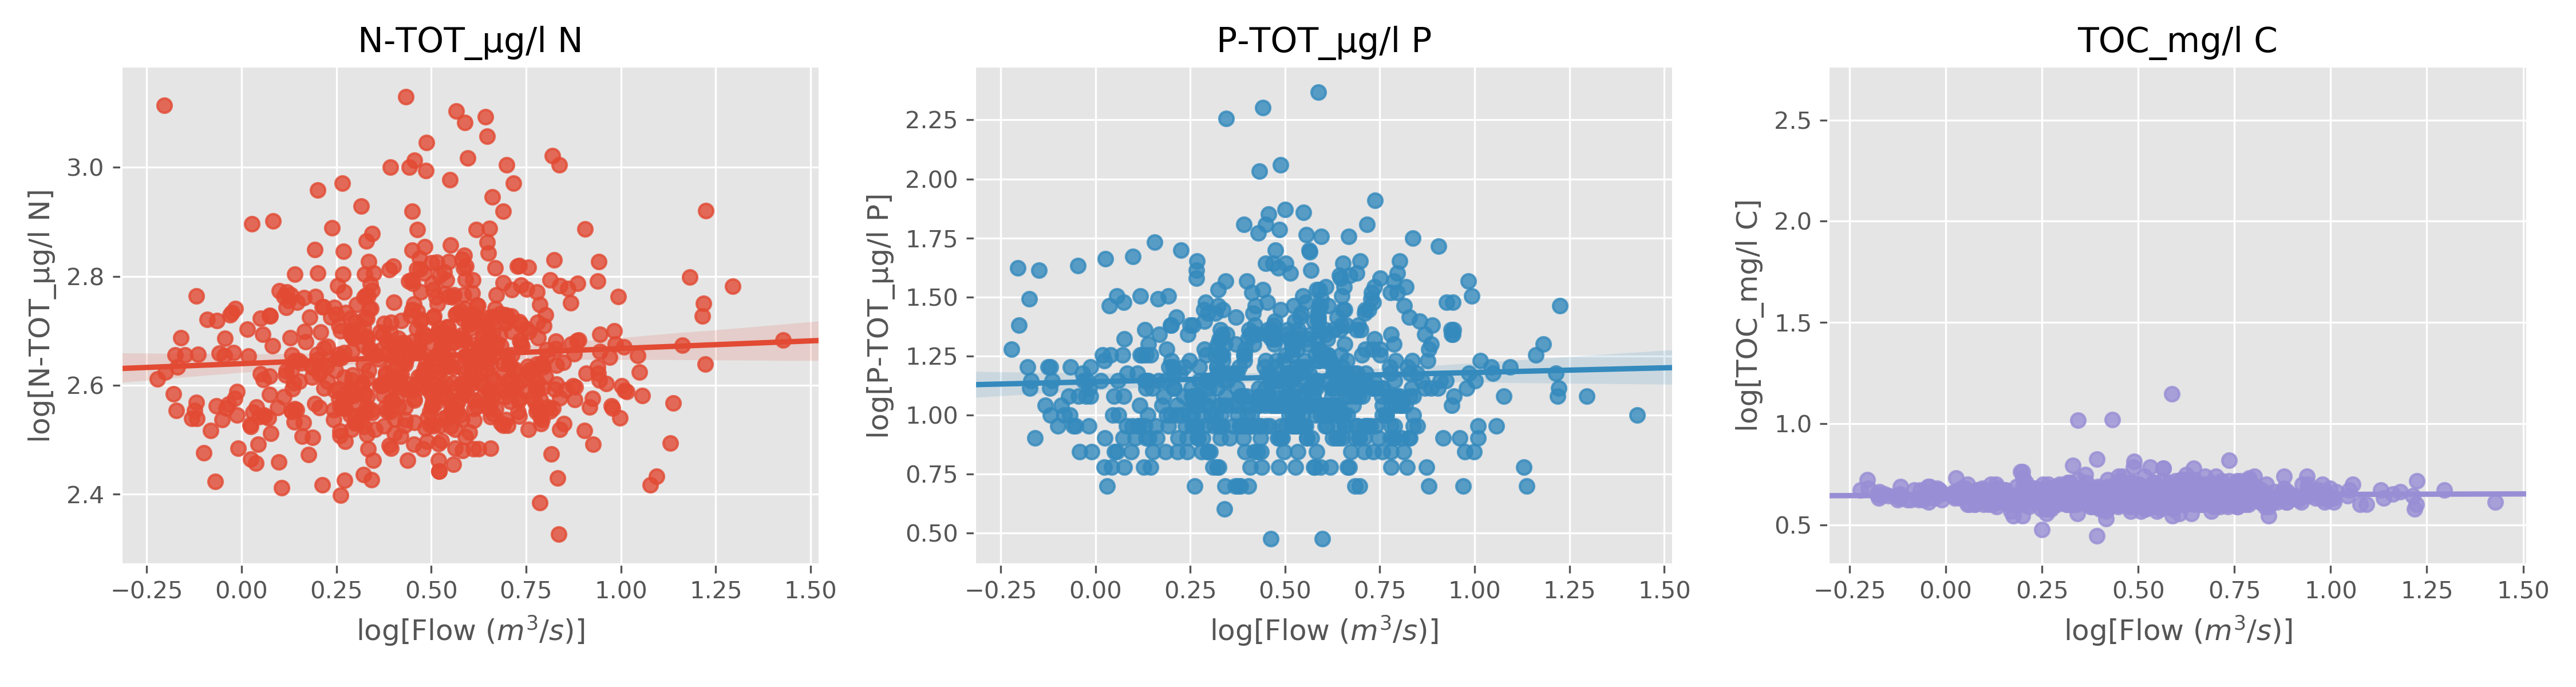 N-TOT_µg/l N
P-TOT_µg/l P
TOC_mg/l C
log[N-TOT_µg/l N]
3.0
2.8
2.6
2.4
−0.25 0.00 0.25 0.50 0.75 1.00 1.25 1.50
log[Flow (m³/s)]
log[P-TOT_µg/l P]
2.25
2.00
1.75
1.50
1.25
1.00
0.75
0.50
−0.25 0.00 0.25 0.50 0.75 1.00 1.25 1.50
log[Flow (m³/s)]
log[TOC_mg/l C]
2.5
2.0
1.5
1.0
0.5
−0.25 0.00 0.25 0.50 0.75 1.00 1.25 1.50
log[Flow (m³/s)]